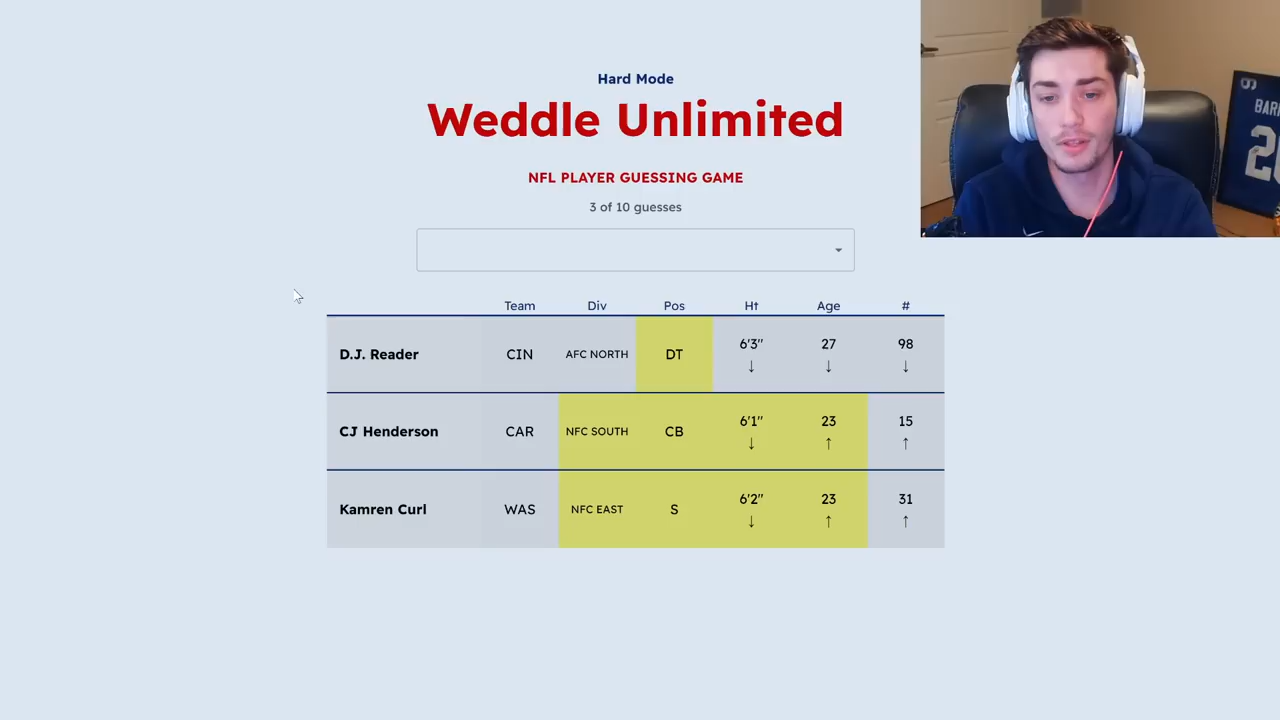 Hard Mode
Weddle Unlimited
NFL PLAYER GUESSING GAME
3 of 10 guesses
Team Div Pos Ht Age #
D.J. Reader CIN AFC NORTH DT 6'3" ↓ 27 ↓ 98 ↓
CJ Henderson CAR NFC SOUTH CB 6'1" ↓ 23 ↑ 15 ↑
Kamren Curl WAS NFC EAST S 6'2" ↓ 23 ↑ 31 ↑